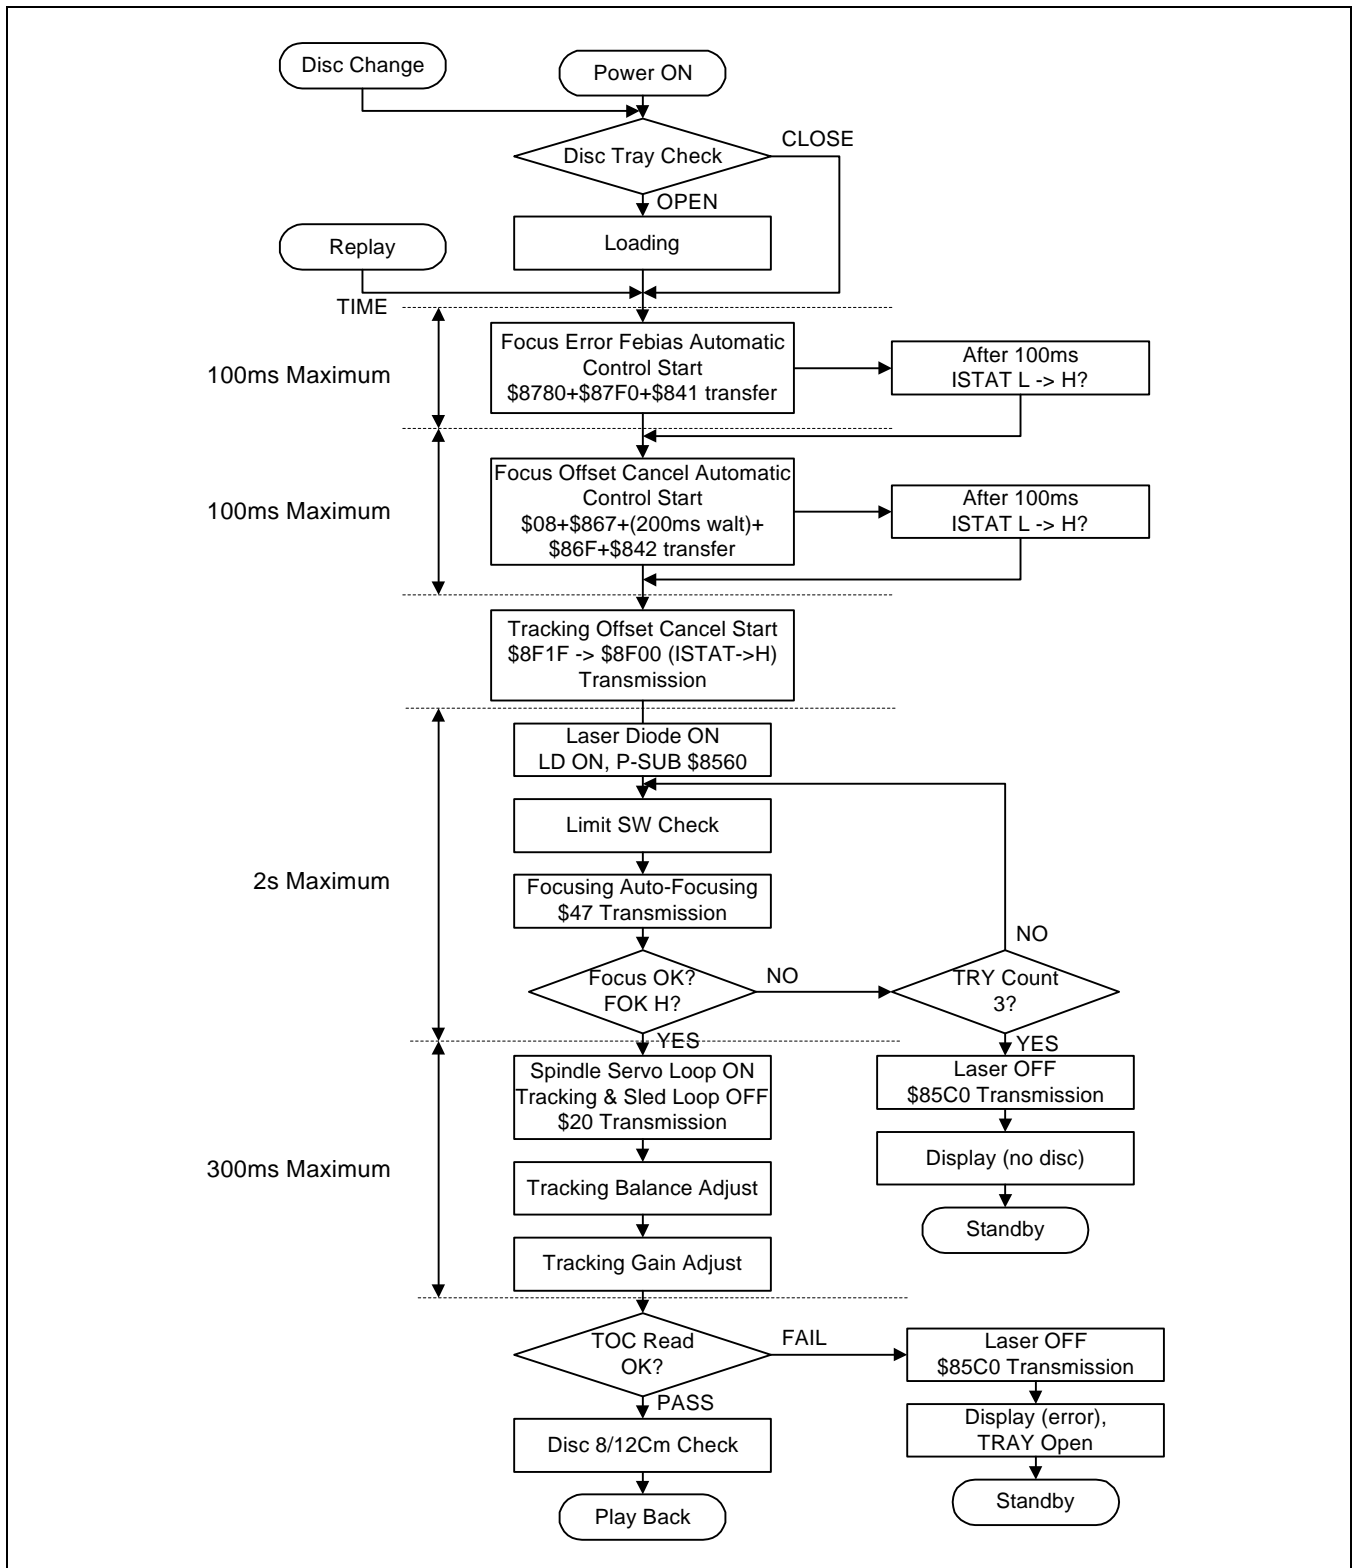 Disc Change
Power ON
Disc Tray Check
CLOSE
OPEN
Loading
Replay
TIME
100ms Maximum
Focus Error Febias Automatic
Control Start
$8780+$87F0+$841 transfer
After 100ms
ISTAT L -> H?
100ms Maximum
Focus Offset Cancel Automatic
Control Start
$08+$867+(200ms walt)+
$86F+$842 transfer
After 100ms
ISTAT L -> H?
Tracking Offset Cancel Start
$8F1F -> $8F00 (ISTAT->H)
Transmission
2s Maximum
Laser Diode ON
LD ON, P-SUB $8560
Limit SW Check
Focusing Auto-Focusing
$47 Transmission
Focus OK?
FOK H?
NO
TRY Count
3?
NO
YES
YES
300ms Maximum
Spindle Servo Loop ON
Tracking & Sled Loop OFF
$20 Transmission
Laser OFF
$85C0 Transmission
Tracking Balance Adjust
Display (no disc)
Tracking Gain Adjust
Standby
TOC Read
OK?
FAIL
Laser OFF
$85C0 Transmission
PASS
Disc 8/12Cm Check
Display (error),
TRAY Open
Play Back
Standby